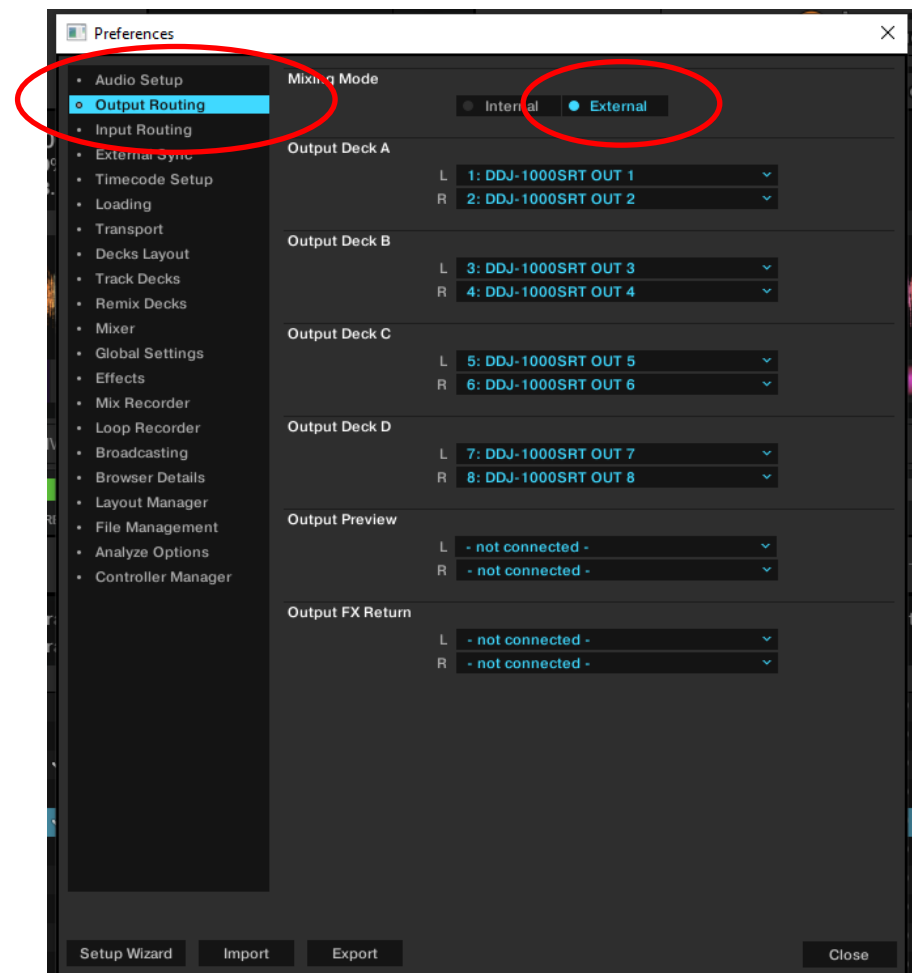 Preferences
Audio Setup
Output Routing
Input Routing
External Sync
Timecode Setup
Loading
Transport
Decks Layout
Track Decks
Remix Decks
Mixer
Global Settings
Effects
Mix Recorder
Loop Recorder
Broadcasting
Browser Details
Layout Manager
File Management
Analyze Options
Controller Manager
Mixing Mode
Internal External
Output Deck A
L 1: DDJ-1000SRT OUT 1
R 2: DDJ-1000SRT OUT 2
Output Deck B
L 3: DDJ-1000SRT OUT 3
R 4: DDJ-1000SRT OUT 4
Output Deck C
L 5: DDJ-1000SRT OUT 5
R 6: DDJ-1000SRT OUT 6
Output Deck D
L 7: DDJ-1000SRT OUT 7
R 8: DDJ-1000SRT OUT 8
Output Preview
L - not connected -
R - not connected -
Output FX Return
L - not connected -
R - not connected -
Setup Wizard Import Export Close